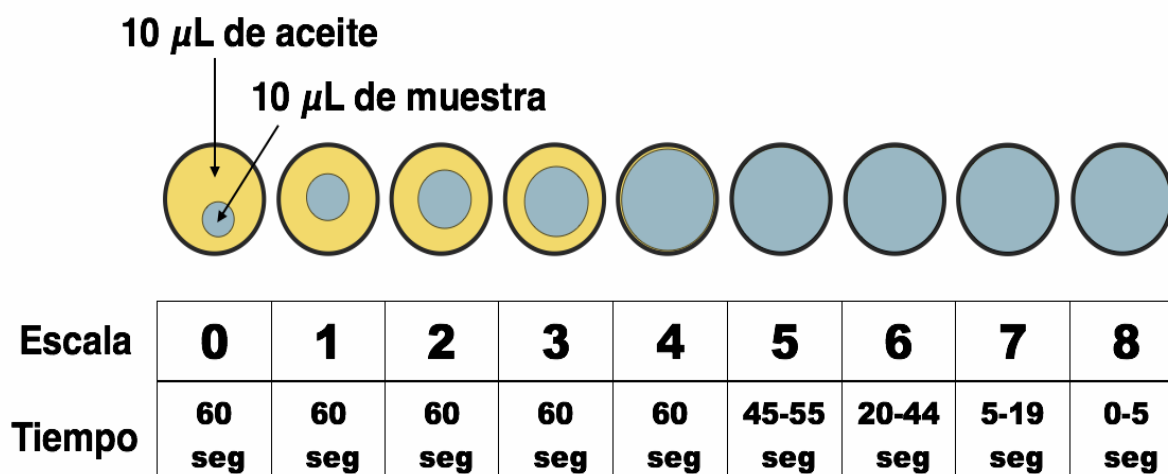 10 μL de aceite
10 μL de muestra
Escala 0 1 2 3 4 5 6 7 8
Tiempo 60 seg 60 seg 60 seg 60 seg 60 seg 45-55 seg 20-44 seg 5-19 seg 0-5 seg